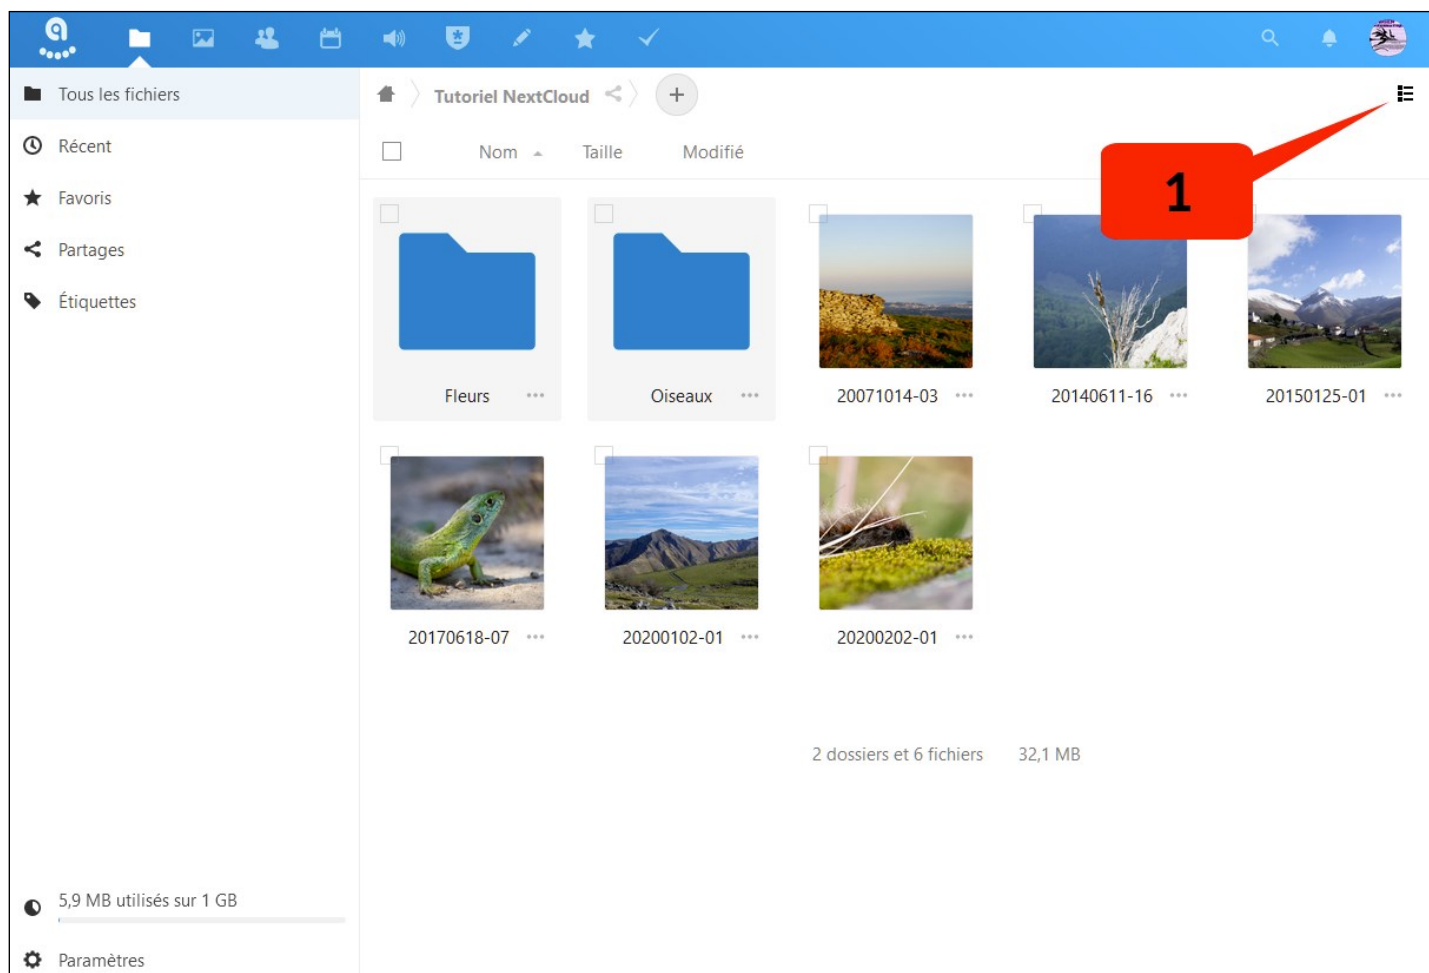 Tous les fichiers
Récent
Favoris
Partages
Étiquettes
5,9 MB utilisés sur 1 GB
Paramètres
Tutoriel NextCloud
Nom Taille Modifié
1
Fleurs Oiseaux 20071014-03 20140611-16 20150125-01
20170618-07 20200102-01 20200202-01
2 dossiers et 6 fichiers 32,1 MB